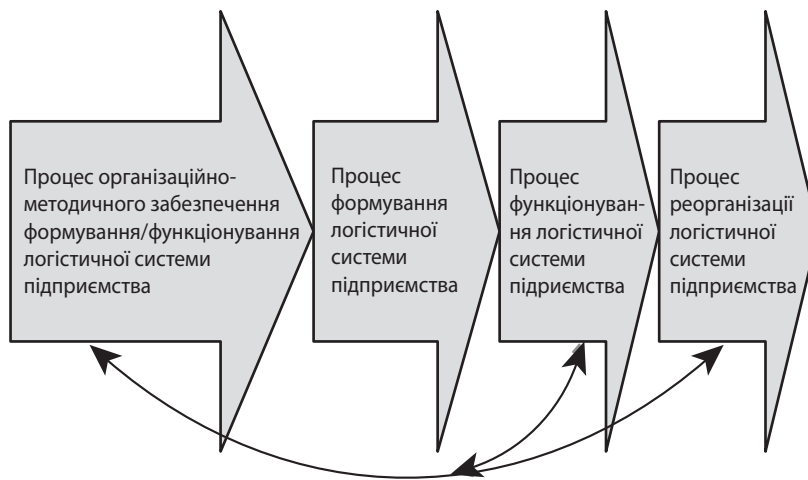 Процес організаційно-
методичного забезпечення
формування/функціонування
логістичної системи
підприємства
Процес
формування
логістичної
системи
підприємства
Процес
функціонуван-
ня логістичної
системи
підриємства
Процес
реорганізації
логістичної
системи
підприємства